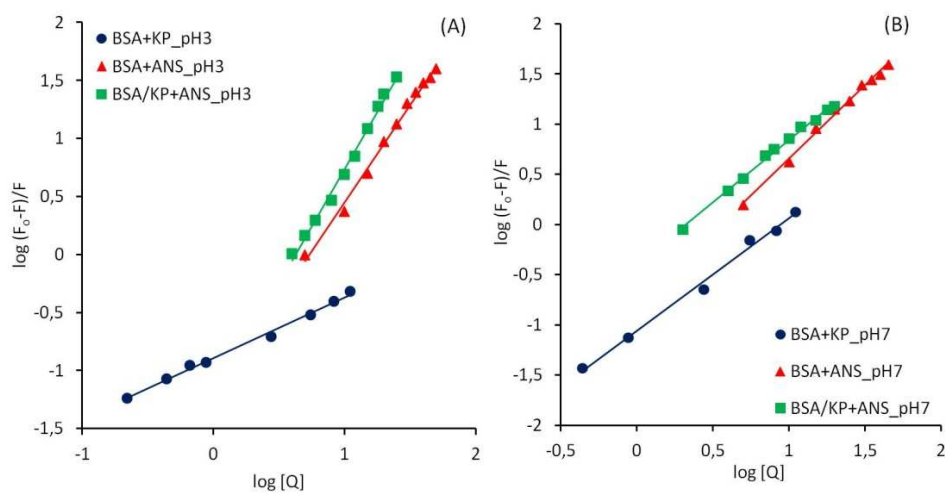 (A)
BSA+KP_pH3
BSA+ANS_pH3
BSA/KP+ANS_pH3
2
1,5
1
0,5
0
-0,5
-1
-1,5
log (F₀-F)/F
-1
0
1
2
log [Q]
(B)
2
1,5
1
0,5
0
-0,5
-1
-1,5
-2
log (F₀-F)/F
BSA+KP_pH7
BSA+ANS_pH7
BSA/KP+ANS_pH7
-0,5
0
0,5
1
1,5
2
log [Q]